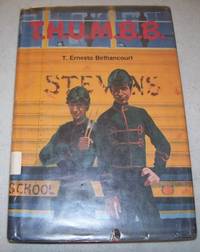 T.H.U.M.B.B.
T. Ernesto Bethancourt
STEVENS
SCHOOL